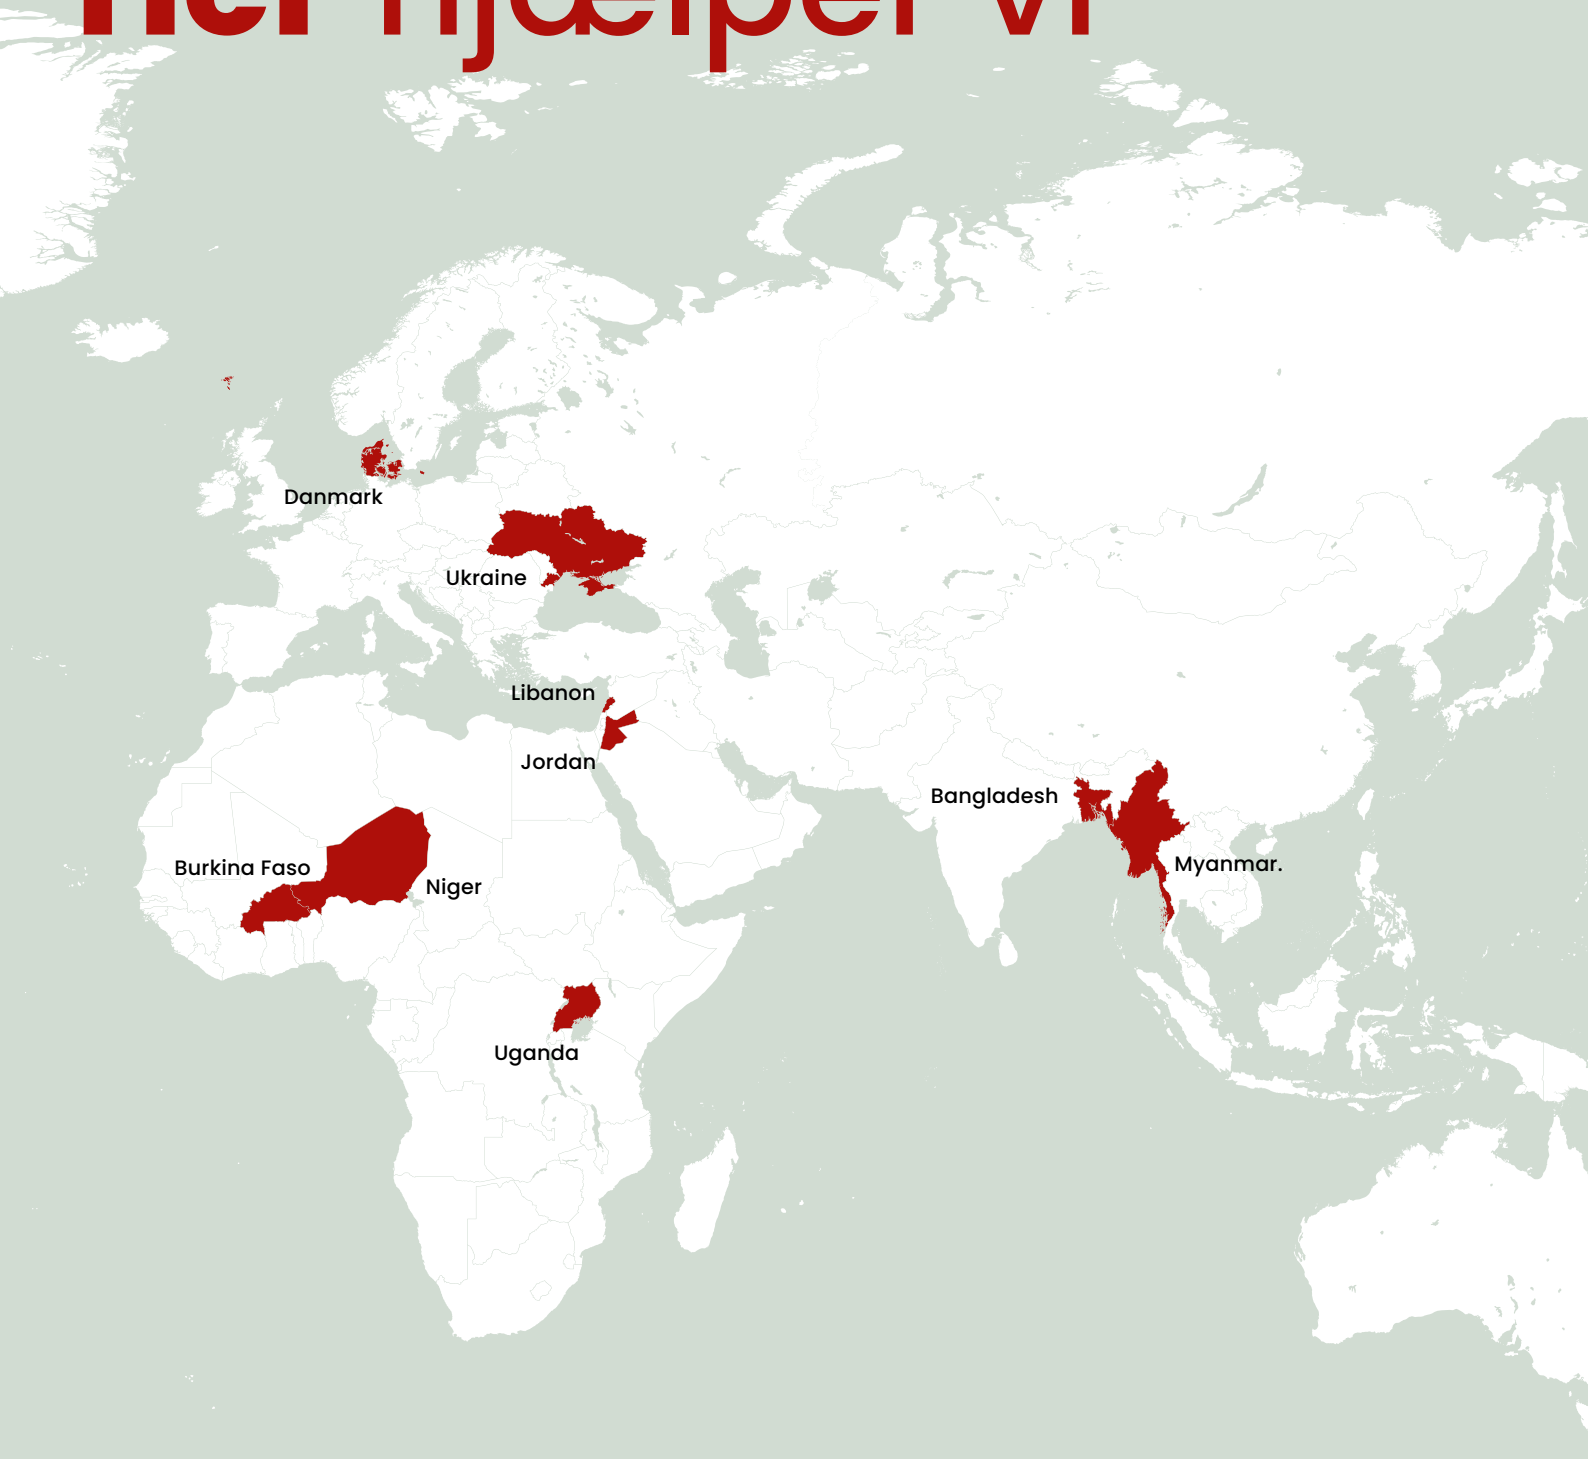 Her hjælper vi
Danmark
Ukraine
Libanon
Jordan
Bangladesh
Burkina Faso
Niger
Myanmar.
Uganda